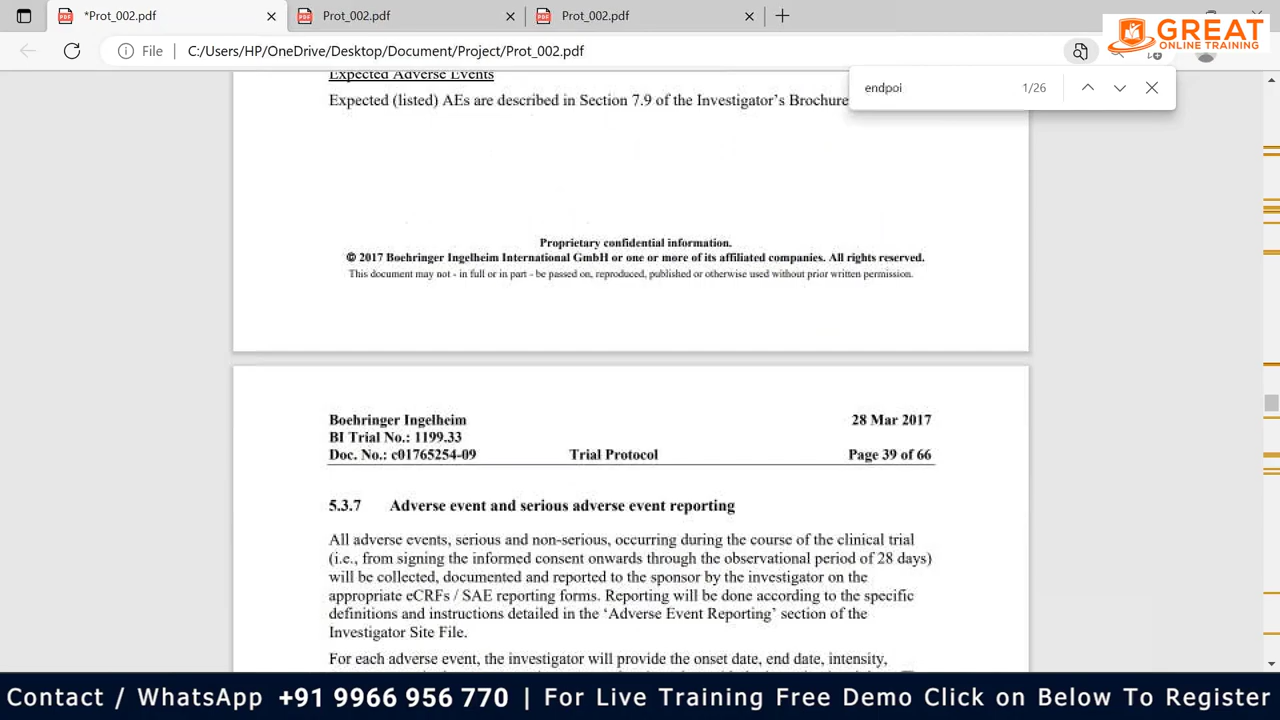 *Prot_002.pdf
Prot_002.pdf
Prot_002.pdf
File
C:/Users/HP/OneDrive/Desktop/Document/Project/Prot_002.pdf
GREAT
ONLINE TRAINING
endpoi
1/26
Expected Adverse Events
Expected (listed) AEs are described in Section 7.9 of the Investigator's Brochure
Proprietary confidential information.
© 2017 Boehringer Ingelheim International GmbH or one or more of its affiliated companies. All rights reserved.
This document may not - in full or in part - be passed on, reproduced, published or otherwise used without prior written permission.
Boehringer Ingelheim 28 Mar 2017
BI Trial No.: 1199.33
Doc. No.: c01765254-09 Trial Protocol Page 39 of 66
5.3.7 Adverse event and serious adverse event reporting
All adverse events, serious and non-serious, occurring during the course of the clinical trial
(i.e., from signing the informed consent onwards through the observational period of 28 days)
will be collected, documented and reported to the sponsor by the investigator on the
appropriate eCRFs / SAE reporting forms. Reporting will be done according to the specific
definitions and instructions detailed in the 'Adverse Event Reporting' section of the
Investigator Site File.
For each adverse event, the investigator will provide the onset date, end date, intensity,
Contact / WhatsApp +91 9966 956 770 | For Live Training Free Demo Click on Below To Register